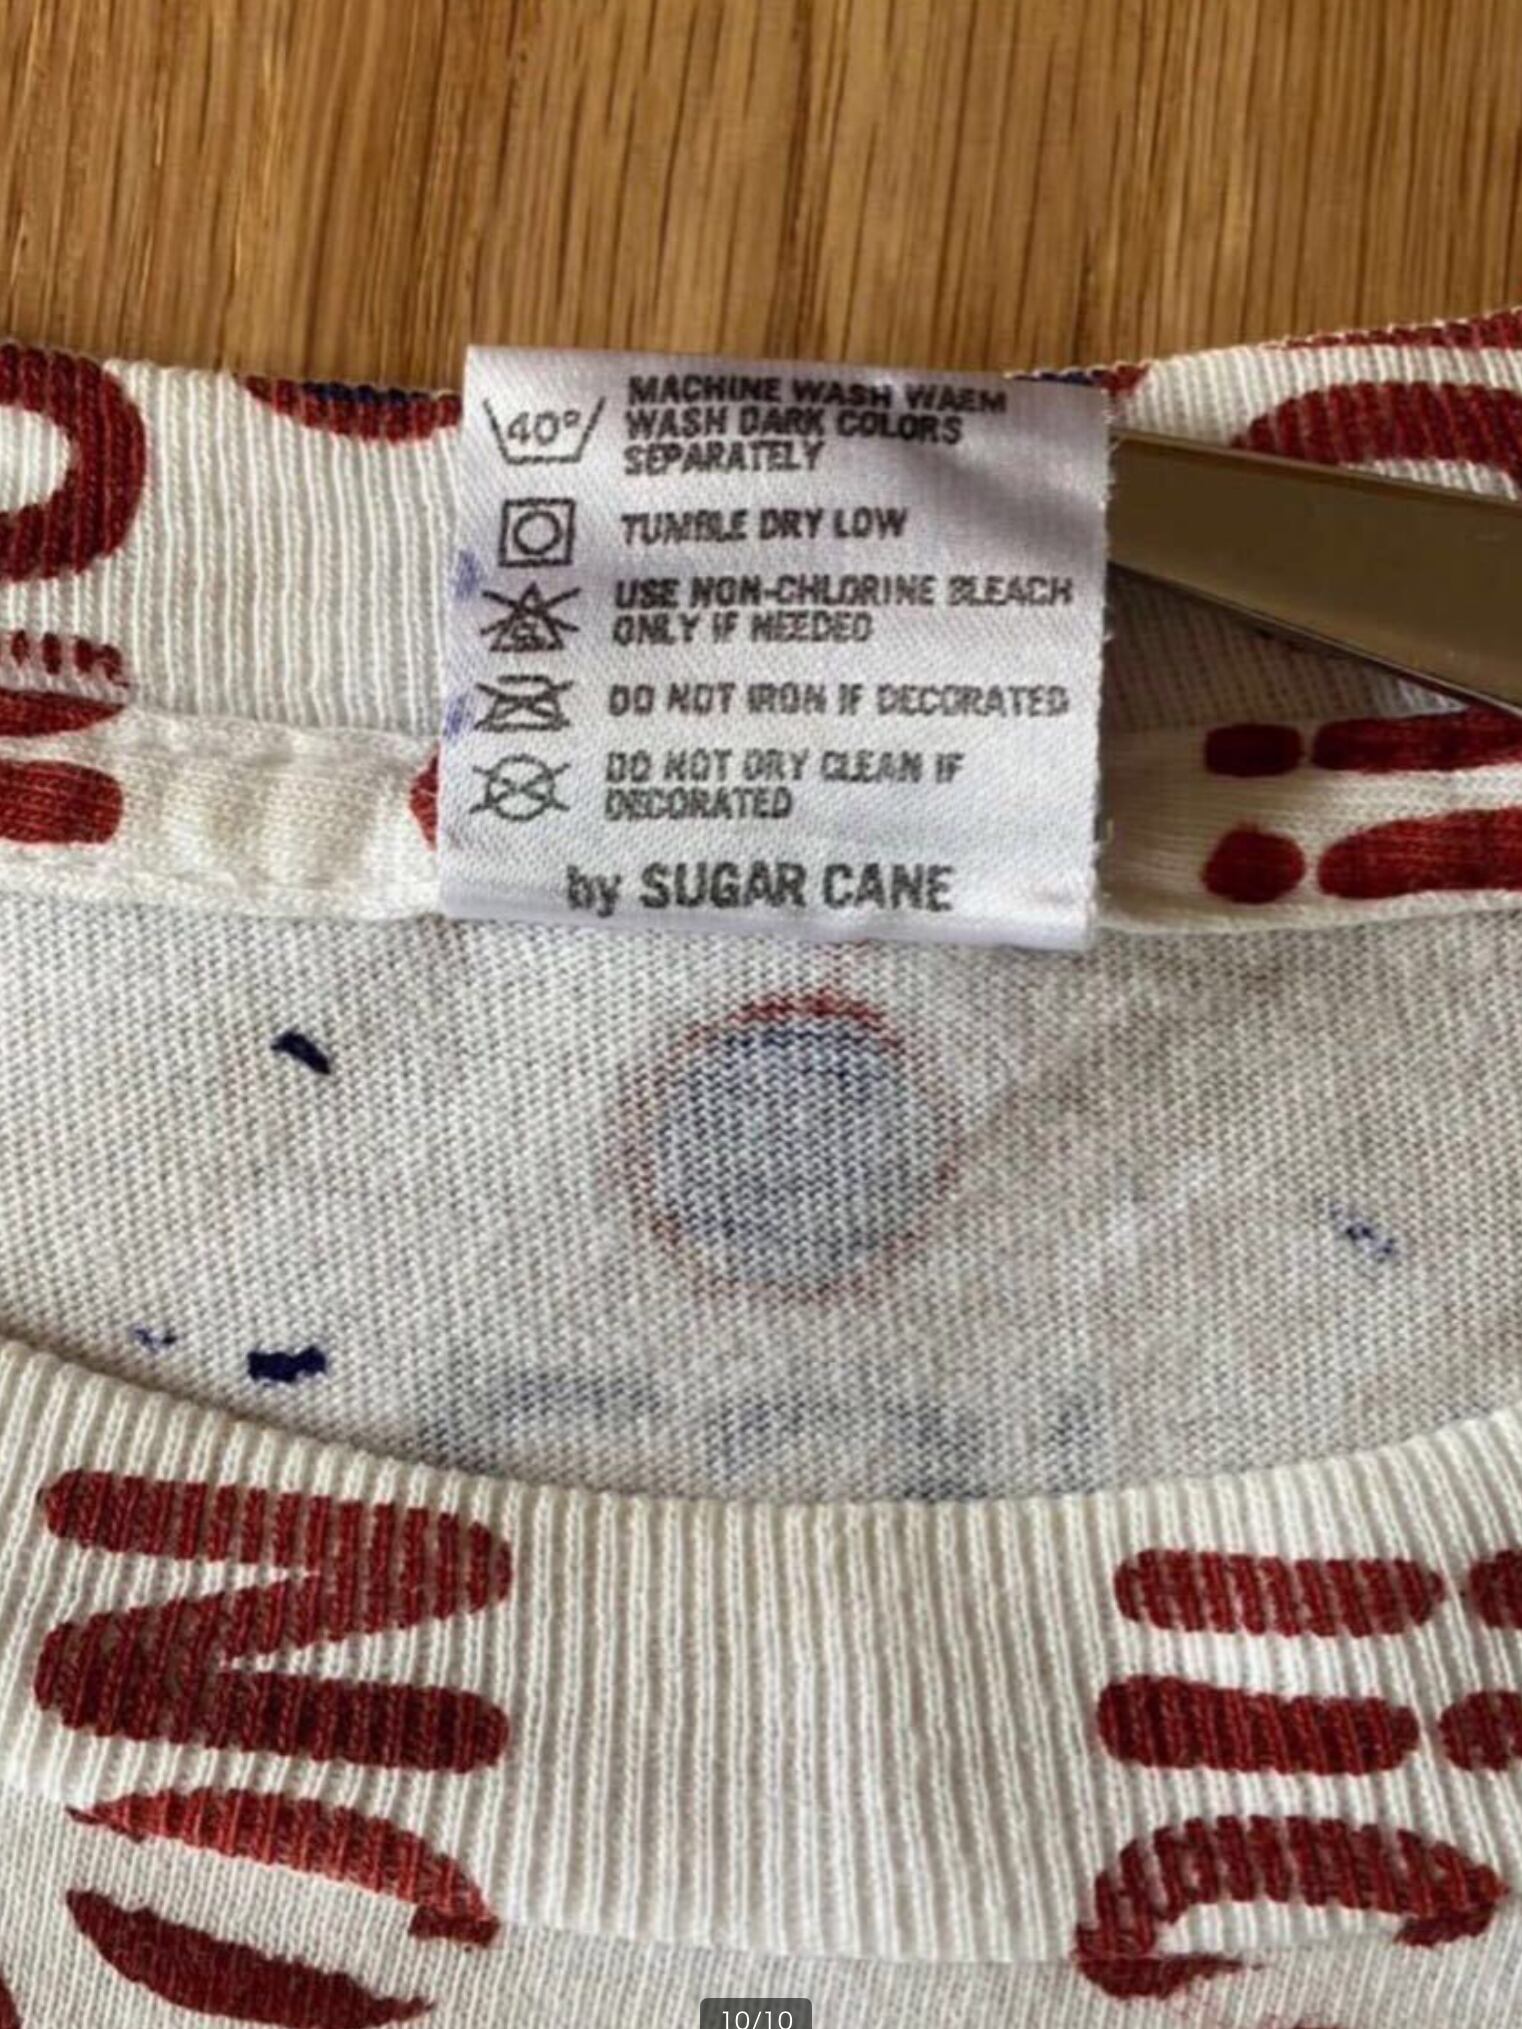 40°
MACHINE WASH WAEM
WASH DARK COLORS
SEPARATELY
TUMBLE DRY LOW
USE NON-CHLORINE BLEACH
ONLY IF NEEDED
DO NOT IRON IF DECORATED
DO NOT DRY CLEAN IF
DECORATED
by SUGAR CANE
10/10